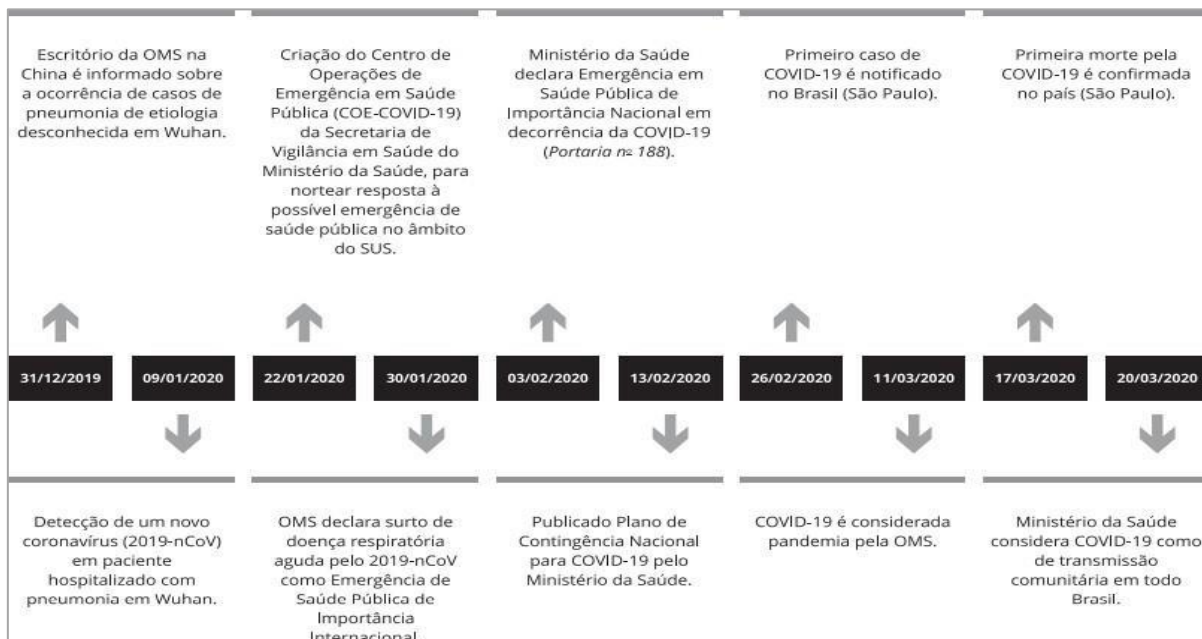 Escritório da OMS na
China é informado sobre
a ocorrência de casos de
pneumonia de etiologia
desconhecida em Wuhan.
Criação do Centro de
Operações de
Emergência em Saúde
Pública (COE-COVID-19)
da Secretaria de
Vigilância em Saúde do
Ministério da Saúde, para
nortear resposta à
possível emergência de
saúde pública no âmbito
do SUS.
Ministério da Saúde
declara Emergência em
Saúde Pública de
Importância Nacional em
decorrência da COVID-19
(Portaria nº 188).
Primeiro caso de
COVID-19 é notificado
no Brasil (São Paulo).
Primeira morte pela
COVID-19 é confirmada
no país (São Paulo).
31/12/2019
09/01/2020
22/01/2020
30/01/2020
03/02/2020
13/02/2020
26/02/2020
11/03/2020
17/03/2020
20/03/2020
Detecção de um novo
coronavírus (2019-nCoV)
em paciente
hospitalizado com
pneumonia em Wuhan.
OMS declara surto de
doença respiratória
aguda pelo 2019-nCoV
como Emergência de
Saúde Pública de
Importância
Internacional
Publicado Plano de
Contingência Nacional
para COVID-19 pelo
Ministério da Saúde.
COVID-19 é considerada
pandemia pela OMS.
Ministério da Saúde
considera COVID-19 como
de transmissão
comunitária em todo
Brasil.